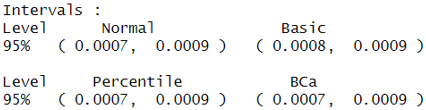 Intervals :
Level Normal Basic
95% ( 0.0007, 0.0009 ) ( 0.0008, 0.0009 )
Level Percentile BCa
95% ( 0.0007, 0.0009 ) ( 0.0007, 0.0009 )